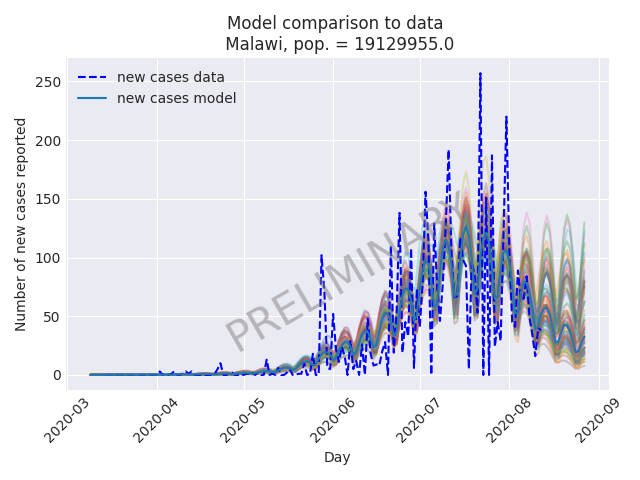 Model comparison to data
Malawi, pop. = 19129955.0
new cases data
new cases model
PRELIMINARY
Number of new cases reported
250
200
150
100
50
0
2020-03
2020-04
2020-05
2020-06
2020-07
2020-08
2020-09
Day